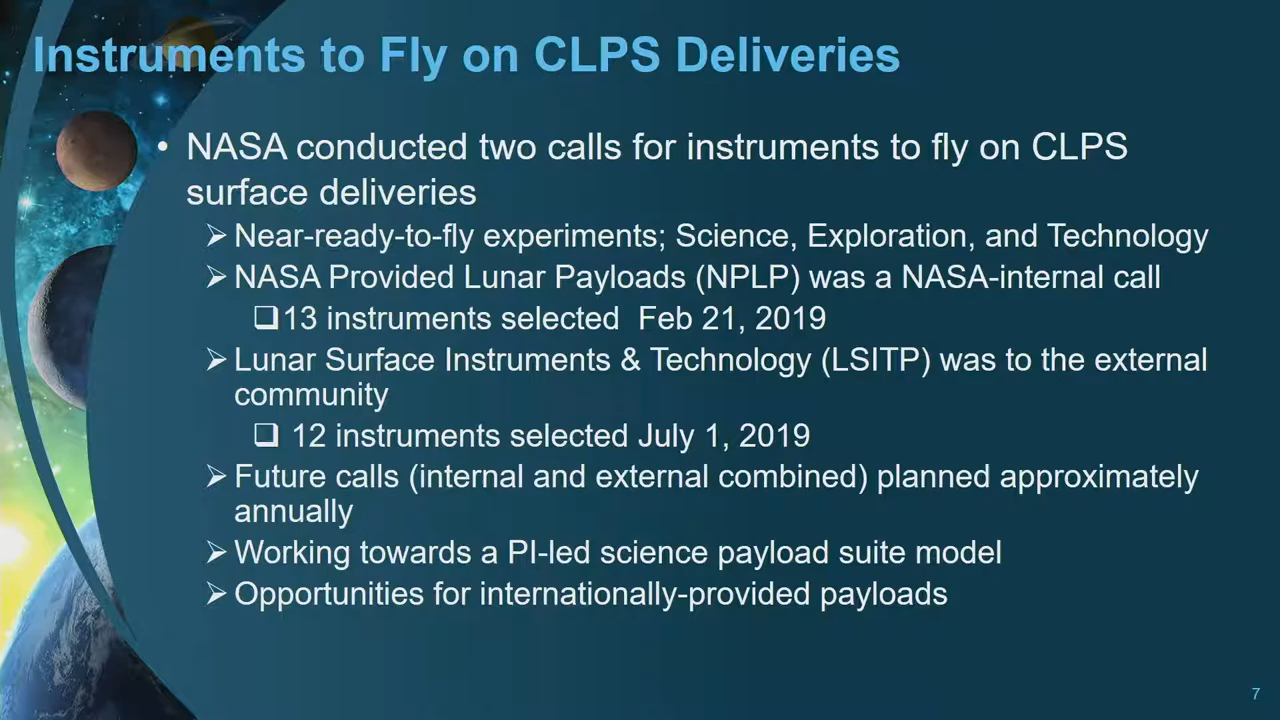 Instruments to Fly on CLPS Deliveries
• NASA conducted two calls for instruments to fly on CLPS
surface deliveries
➢ Near-ready-to-fly experiments; Science, Exploration, and Technology
➢ NASA Provided Lunar Payloads (NPLP) was a NASA-internal call
❑ 13 instruments selected  Feb 21, 2019
➢ Lunar Surface Instruments & Technology (LSITP) was to the external
community
❑ 12 instruments selected July 1, 2019
➢ Future calls (internal and external combined) planned approximately
annually
➢ Working towards a PI-led science payload suite model
➢ Opportunities for internationally-provided payloads
7